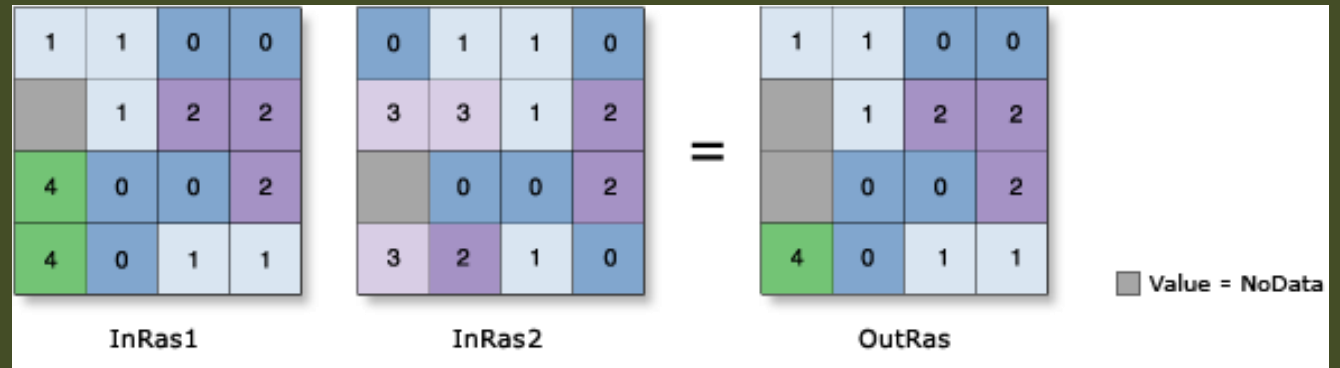 1 1 0 0 0 1 1 0 1 1 0 0
1 2 2 3 3 1 2 = 1 2 2
4 0 0 2 0 0 2 0 0 2
4 0 1 1 3 2 1 0 4 0 1 1
Value = NoData
InRas1 InRas2 OutRas